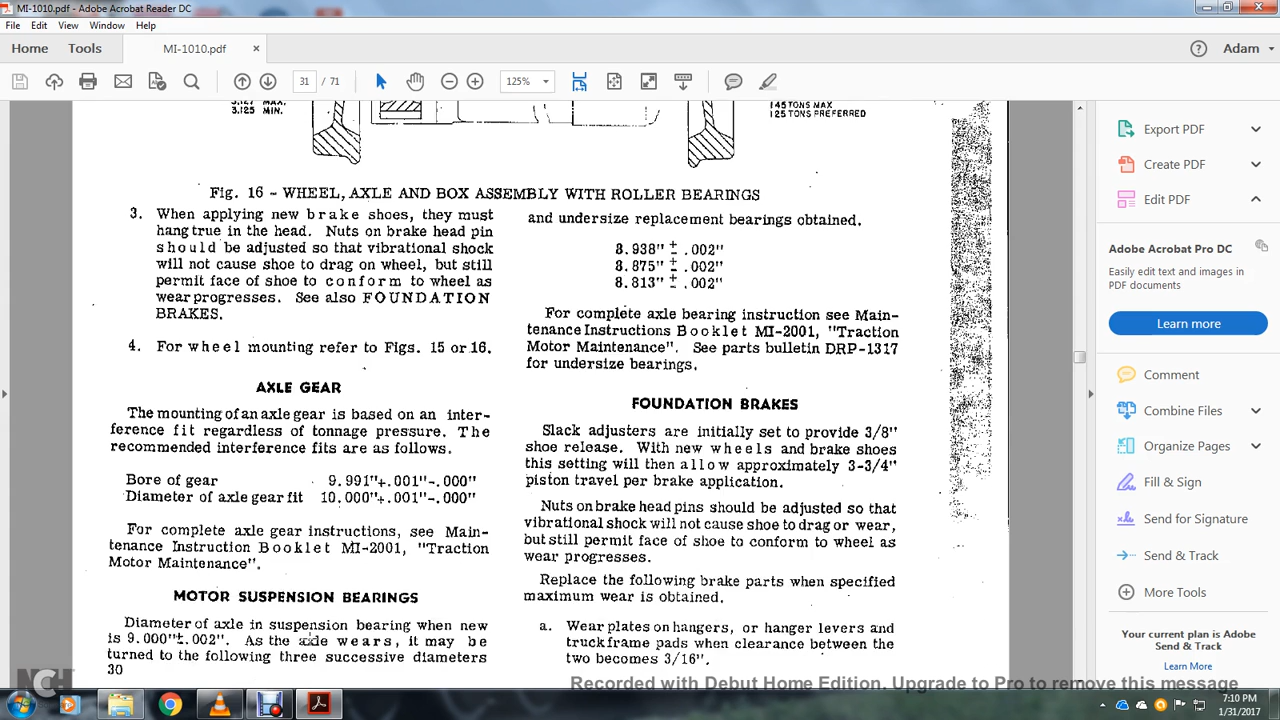 MI-1010.pdf - Adobe Acrobat Reader DC
File Edit View Window Help
Home Tools MI-1010.pdf × Adam
31 / 71 125%
3.127 MAX.
3.125 MIN.
145 TONS MAX
125 TONS PREFERRED
Fig. 16 - WHEEL, AXLE AND BOX ASSEMBLY WITH ROLLER BEARINGS
3. When applying new brake shoes, they must
hang true in the head. Nuts on brake head pin
should be adjusted so that vibrational shock
will not cause shoe to drag on wheel, but still
permit face of shoe to conform to wheel as
wear progresses. See also FOUNDATION
BRAKES.
4. For wheel mounting refer to Figs. 15 or 16.
AXLE GEAR
The mounting of an axle gear is based on an inter-
ference fit regardless of tonnage pressure. The
recommended interference fits are as follows.
Bore of gear 9.991"+.001"-.000"
Diameter of axle gear fit 10.000"+.001"-.000"
For complete axle gear instructions, see Main-
tenance Instruction Booklet MI-2001, "Traction
Motor Maintenance".
MOTOR SUSPENSION BEARINGS
Diameter of axle in suspension bearing when new
is 9.000"±.002". As the axle wears, it may be
turned to the following three successive diameters
30
and undersize replacement bearings obtained.
8.938" ± .002"
8.875" ± .002"
8.813" ± .002"
For complete axle bearing instruction see Main-
tenance Instructions Booklet MI-2001, "Traction
Motor Maintenance". See parts bulletin DRP-1317
for undersize bearings.
FOUNDATION BRAKES
Slack adjusters are initially set to provide 3/8"
shoe release. With new wheels and brake shoes
this setting will then allow approximately 3-3/4"
piston travel per brake application.
Nuts on brake head pins should be adjusted so that
vibrational shock will not cause shoe to drag or wear,
but still permit face of shoe to conform to wheel as
wear progresses.
Replace the following brake parts when specified
maximum wear is obtained.
a. Wear plates on hangers, or hanger levers and
truck frame pads when clearance between the
two becomes 3/16".
Export PDF
Create PDF
Edit PDF
Adobe Acrobat Pro DC
Easily edit text and images in
PDF documents
Learn more
Comment
Combine Files
Organize Pages
Fill & Sign
Send for Signature
Send & Track
More Tools
Your current plan is Adobe
Send & Track
Learn More
NCH
Recorded with Debut Home Edition. Upgrade to Pro to remove this message
7:10 PM
1/31/2017